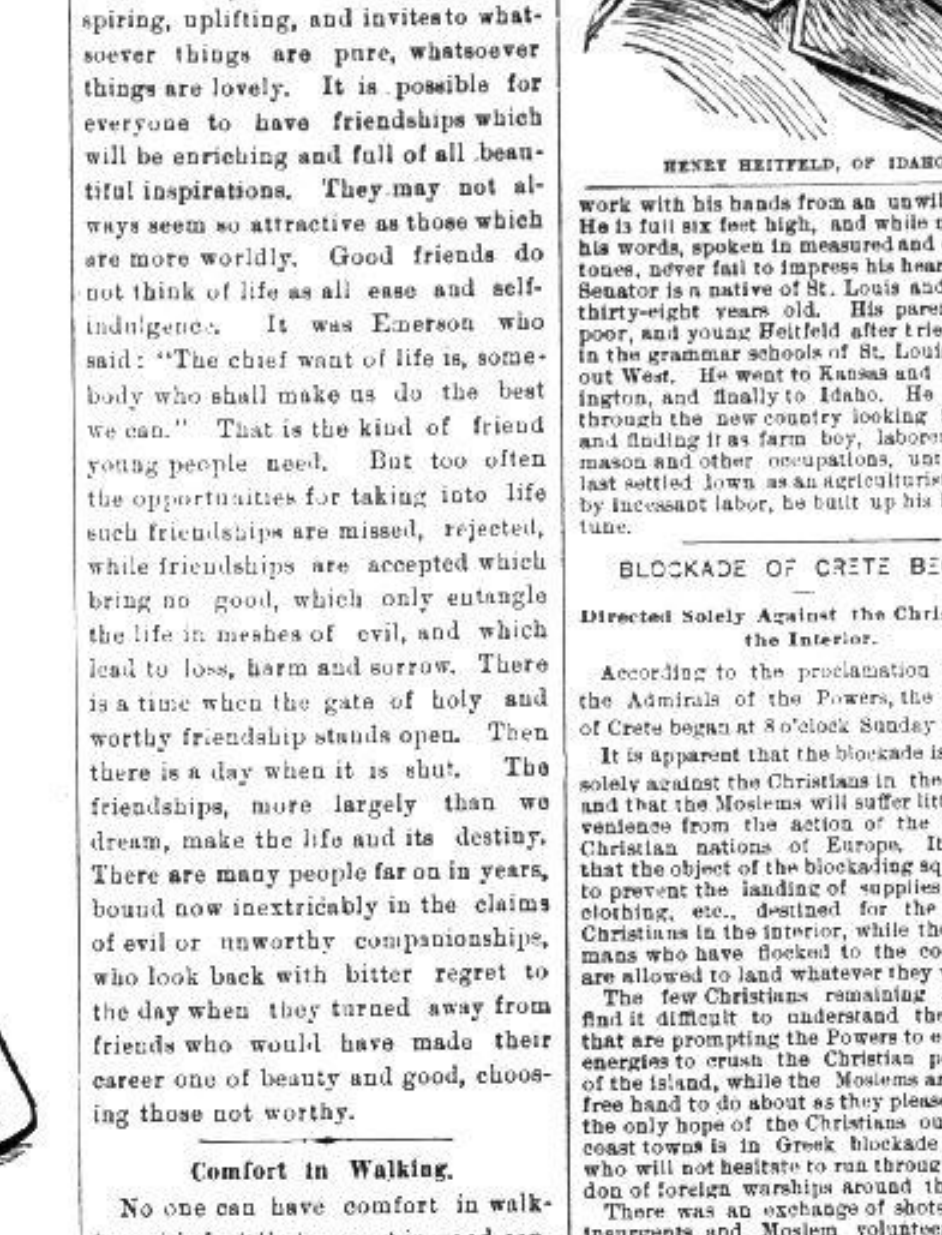 spiring, uplifting, and invitesto what-
soever things are pure, whatsoever
things are lovely. It is possible for
everyone to have friendships which
will be enriching and full of all beau-
tiful inspirations. They may not al-
ways seem so attractive as those which
are more worldly. Good friends do
not think of life as all ease and self-
indulgence. It was Emerson who
said: "The chief want of life is, some-
body who shall make us do the best
we can." That is the kind of friend
young people need. But too often
the opportunities for taking into life
such friendships are missed, rejected,
while friendships are accepted which
bring no good, which only entangle
the life in meshes of evil, and which
lead to loss, harm and sorrow. There
is a time when the gate of holy and
worthy friendship stands open. Then
there is a day when it is shut. The
friendships, more largely than we
dream, make the life and its destiny.
There are many people far on in years,
bound now inextricably in the claims
of evil or unworthy companionships,
who look back with bitter regret to
the day when they turned away from
friends who would have made their
career one of beauty and good, choos-
ing those not worthy.
Comfort in Walking.
No one can have comfort in walk-
HENRY HEITFELD, OF IDAHO
work with his hands from an unwil
He is full six feet high, and while
his words, spoken in measured and
tones, never fail to impress his hear
Senator is a native of St. Louis and
thirty-eight years old. His pare
poor, and young Heitfeld after trie
in the grammar schools of St. Loui
out West. He went to Kansas and
ington, and finally to Idaho. He
through the new country looking
and finding it as farm boy, laborer
mason and other occupations, unt
last settled down as an agriculturis
by incessant labor, he built up his
tune.
BLOCKADE OF CRETE BE
Directed Solely Against the Chri
the Interior.
According to the proclamation
the Admirals of the Powers, the
of Crete began at 8 o'clock Sunday
It is apparent that the blockade is
solely against the Christians in the
and that the Moslems will suffer litt
venience from the action of the
Christian nations of Europe. It
that the object of the blockading sq
to prevent the landing of supplies
clothing, etc., destined for the
Christians in the interior, while the
mans who have flocked to the co
are allowed to land whatever they
The few Christians remaining
find it difficult to understand the
that are prompting the Powers to e
energies to crush the Christian p
of the island, while the Moslems ar
free hand to do about as they please
the only hope of the Christians ou
coast towns is in Greek blockade
who will not hesitate to run throug
don of foreign warships around th
There was an exchange of shots
insurgents and Moslem voluntee